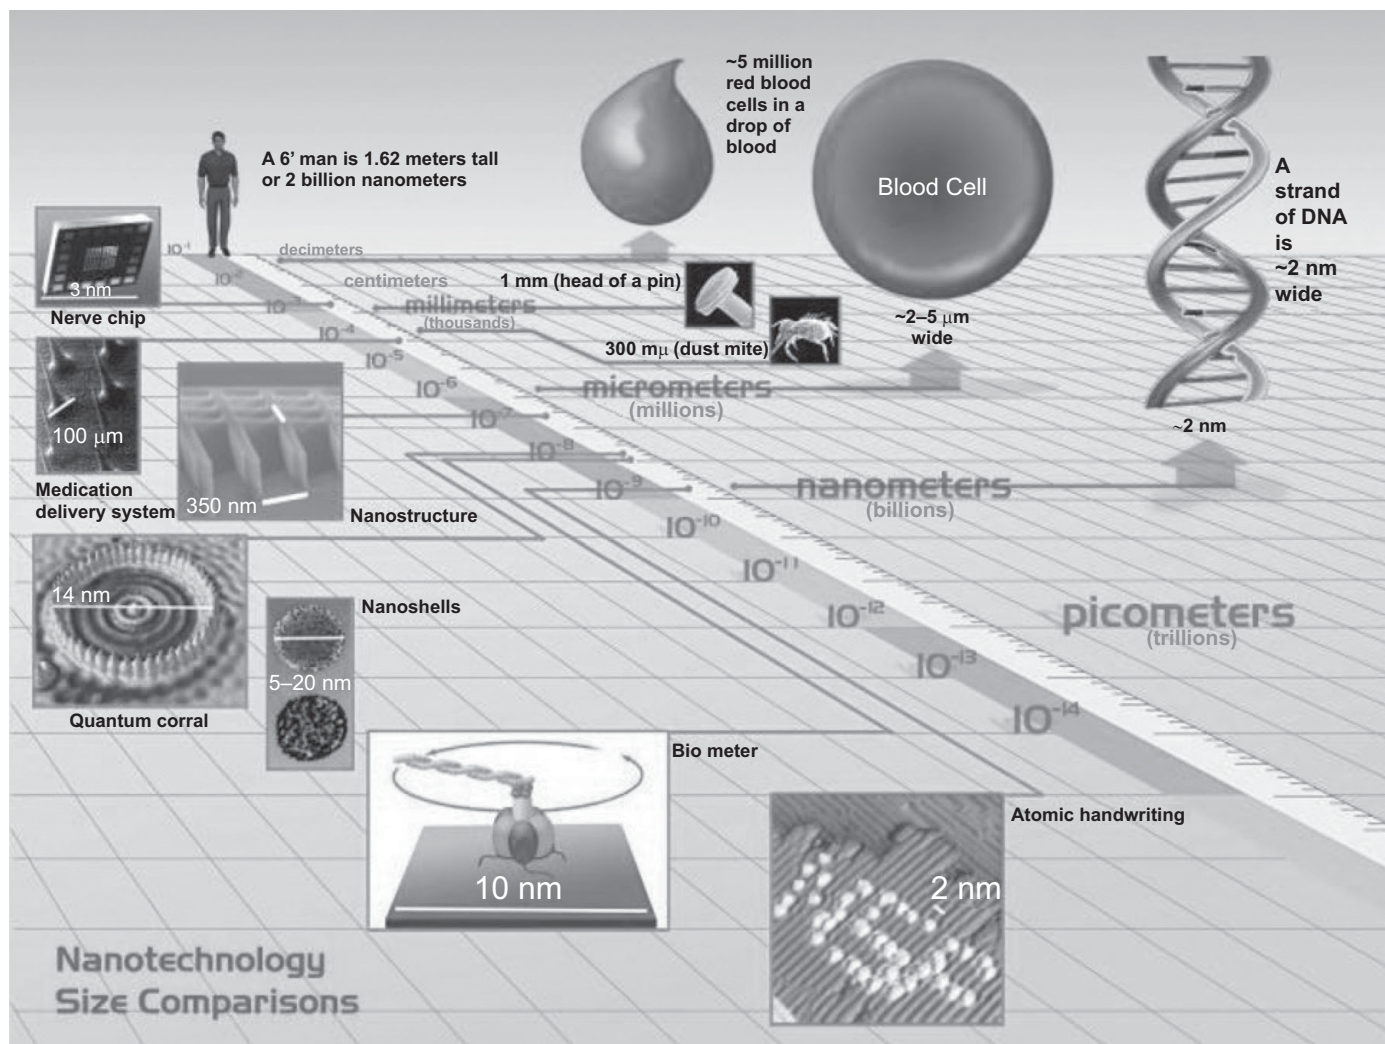 ~5 million
red blood
cells in a
drop of
blood
A 6' man is 1.62 meters tall
or 2 billion nanometers
Blood Cell
A
strand
of DNA
is
~2 nm
wide
10-1
decimeters
10-2
centimeters
1 mm (head of a pin)
3 nm
Nerve chip
10-3
millimeters
(thousands)
~2–5 μm
wide
10-4
300 mμ (dust mite)
10-5
10-6
micrometers
(millions)
10-7
~2 nm
100 μm
10-8
Medication
delivery system
350 nm
Nanostructure
10-9
nanometers
(billions)
10-10
10-11
14 nm
Nanoshells
10-12
picometers
(trillions)
5–20 nm
10-13
Quantum corral
10-14
Bio meter
Atomic handwriting
10 nm
2 nm
Nanotechnology
Size Comparisons